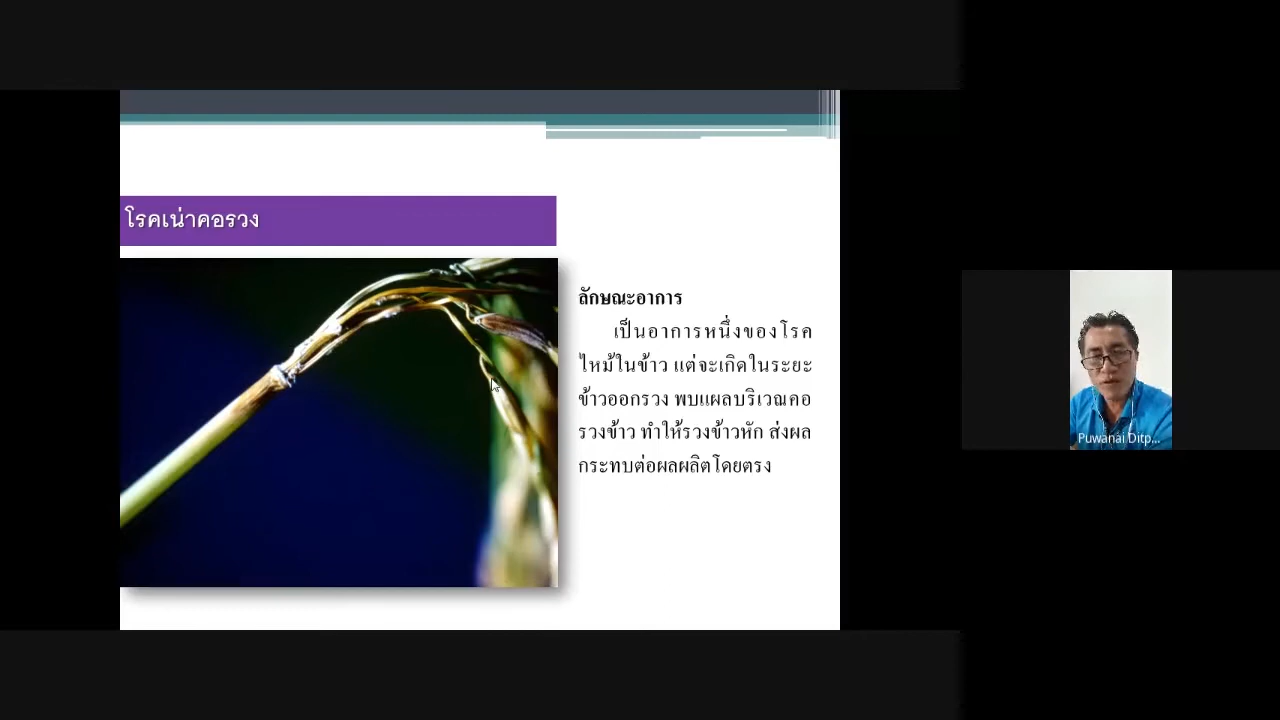 โรคเน่าคอรวง
ลักษณะอาการ
เป็นอาการหนึ่งของโรค
ไหม้ในข้าว แต่จะเกิดในระยะ
ข้าวออกรวง พบแผลบริเวณคอ
รวงข้าว ทำให้รวงข้าวหัก ส่งผล
กระทบต่อผลผลิตโดยตรง
Puwanai Ditp...